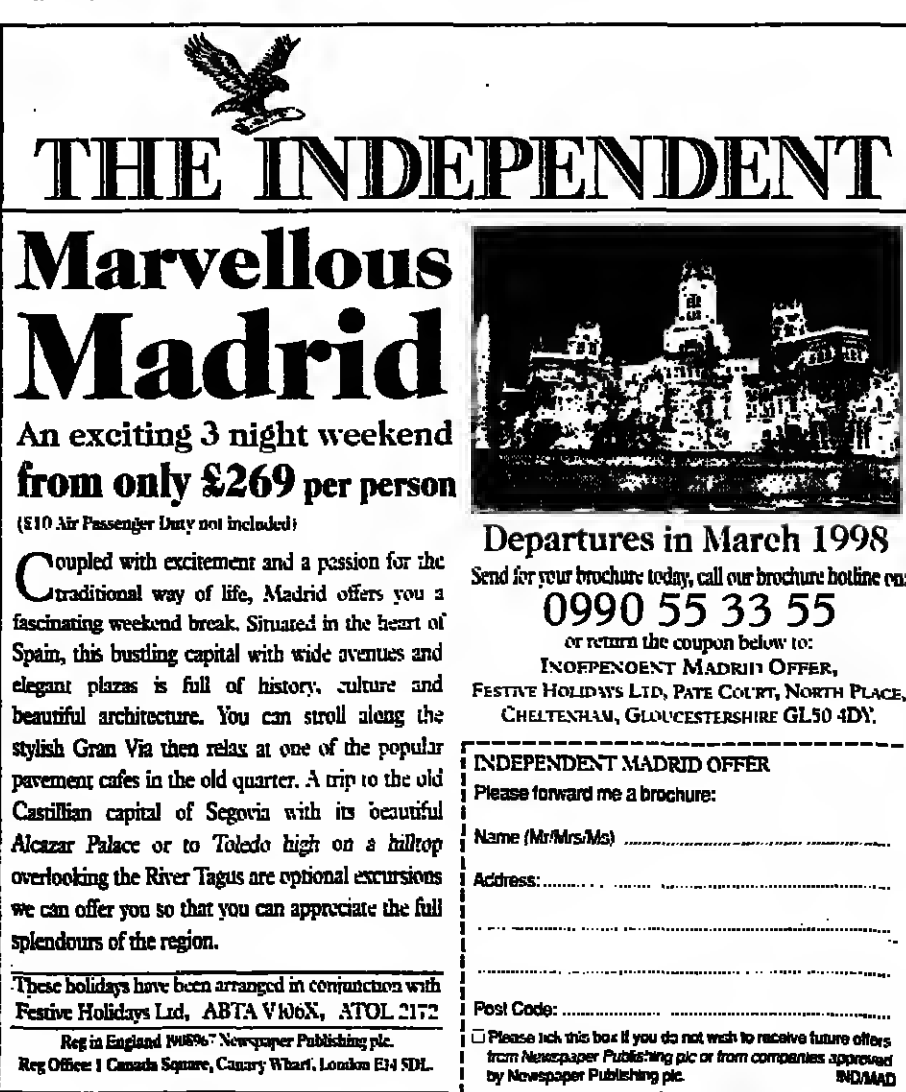 THE INDEPENDENT
Marvellous
Madrid
An exciting 3 night weekend
from only £269 per person
(£10 Air Passenger Duty not included)
Coupled with excitement and a passion for the
traditional way of life, Madrid offers you a
fascinating weekend break. Situated in the heart of
Spain, this bustling capital with wide avenues and
elegant plazas is full of history, culture and
beautiful architecture. You can stroll along the
stylish Gran Via then relax at one of the popular
pavement cafes in the old quarter. A trip to the old
Castillian capital of Segovia with its beautiful
Alcazar Palace or to Toledo high on a hilltop
overlooking the River Tagus are optional excursions
we can offer you so that you can appreciate the full
splendours of the region.
These holidays have been arranged in conjunction with
Festive Holidays Ltd, ABTA V106X, ATOL 2172
Reg in England Newspaper Publishing plc.
Reg Office: 1 Canada Square, Canary Wharf, London E14 5DL.
Departures in March 1998
Send for your brochure today, call our brochure hotline on:
0990 55 33 55
or return the coupon below to:
INDEPENDENT MADRID OFFER,
FESTIVE HOLIDAYS LTD, PATE COURT, NORTH PLACE,
CHELTENHAM, GLOUCESTERSHIRE GL50 4DY.
INDEPENDENT MADRID OFFER
Please forward me a brochure:
Name (Mr/Mrs/Ms)
Address:
Post Code:
Please tick this box if you do not wish to receive future offers
from Newspaper Publishing plc or from companies approved
by Newspaper Publishing plc. IND/MAD